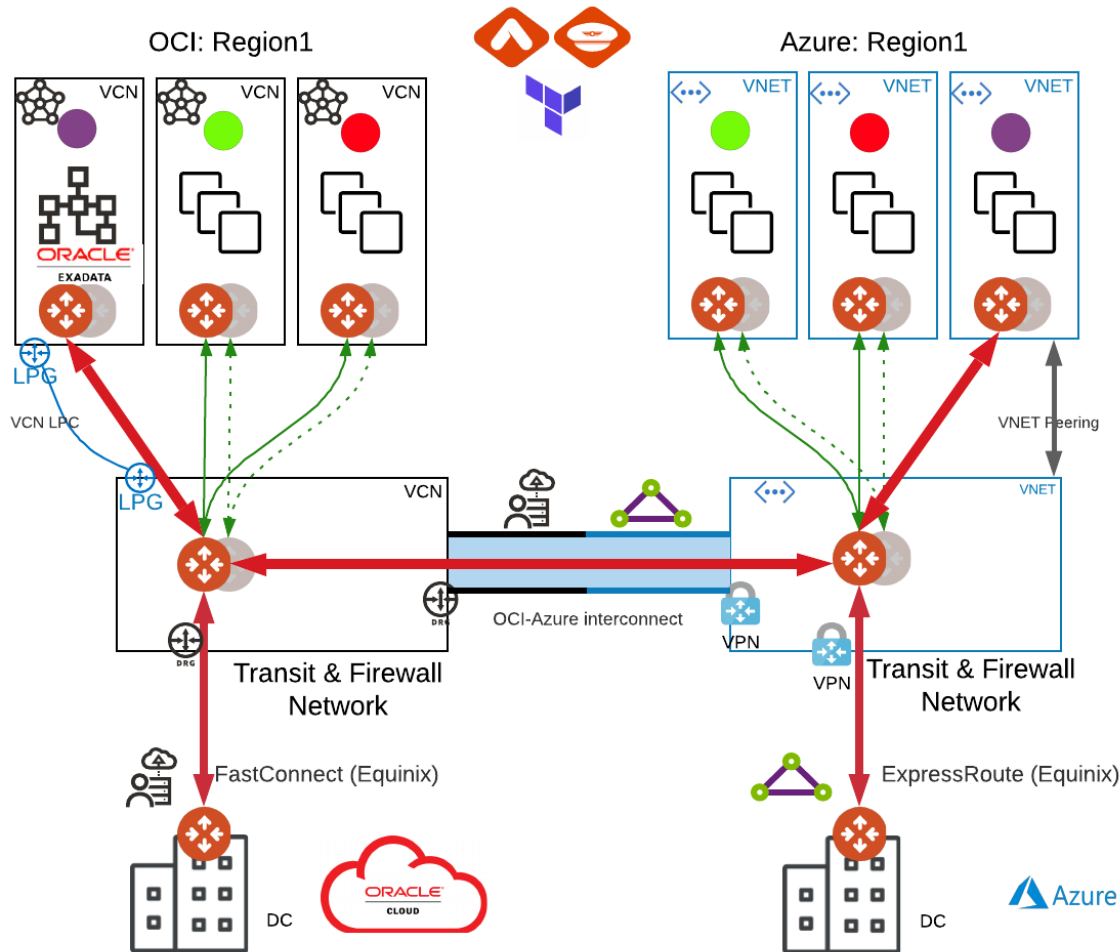 OCI: Region1
Azure: Region1
VCN
VCN
VCN
VNET
VNET
VNET
ORACLE
EXADATA
LPG
VCN LPC
LPG
VNET Peering
VCN
VNET
DRG
OCI-Azure interconnect
VPN
DRG
VPN
Transit & Firewall
Network
Transit & Firewall
Network
FastConnect (Equinix)
ExpressRoute (Equinix)
ORACLE
CLOUD
DC
DC
Azure